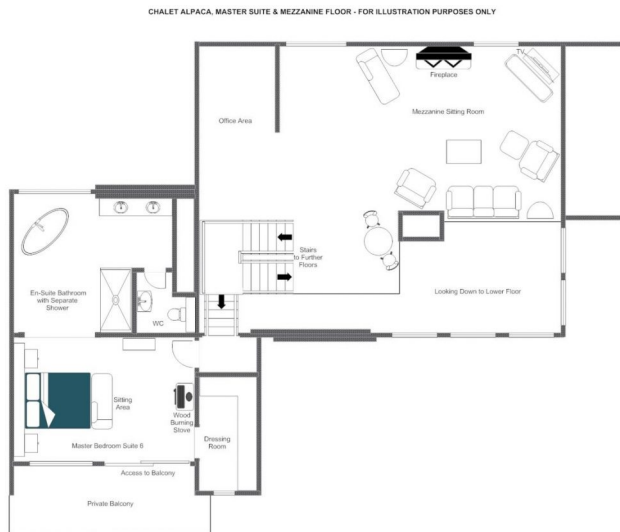 CHALET ALPACA, MASTER SUITE & MEZZANINE FLOOR - FOR ILLUSTRATION PURPOSES ONLY
TV
Fireplace
Mezzanine Sitting Room
Office Area
Stairs
to Further
Floors
Looking Down to Lower Floor
En-Suite Bathroom
with Separate
Shower
WC
Sitting
Area
Wood
Burning
Stove
Dressing
Room
Master Bedroom Suite 6
Access to Balcony
Private Balcony